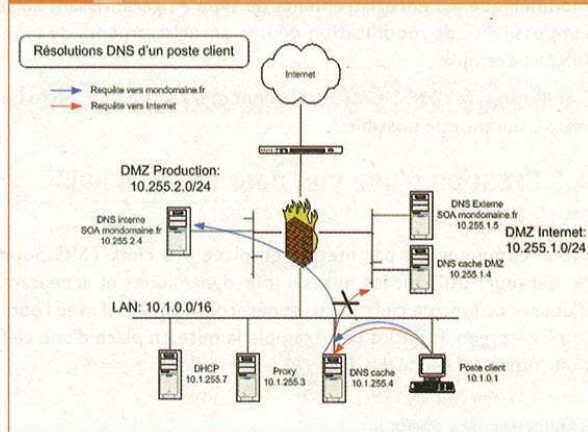 Résolutions DNS d'un poste client
Internet
Requête vers mondomaine.fr
Requête vers Internet
DMZ Production:
10.255.2.0/24
DNS interne
SOA mondomaine.fr
10.255.2.4
DNS Externe
SOA mondomaine.fr
10.255.1.5
DMZ Internet:
10.255.1.0/24
DNS cache DMZ
10.255.1.4
LAN: 10.1.0.0/16
DHCP
10.1.255.7
Proxy
10.1.255.3
DNS cache
10.1.255.4
Poste client
10.1.0.1